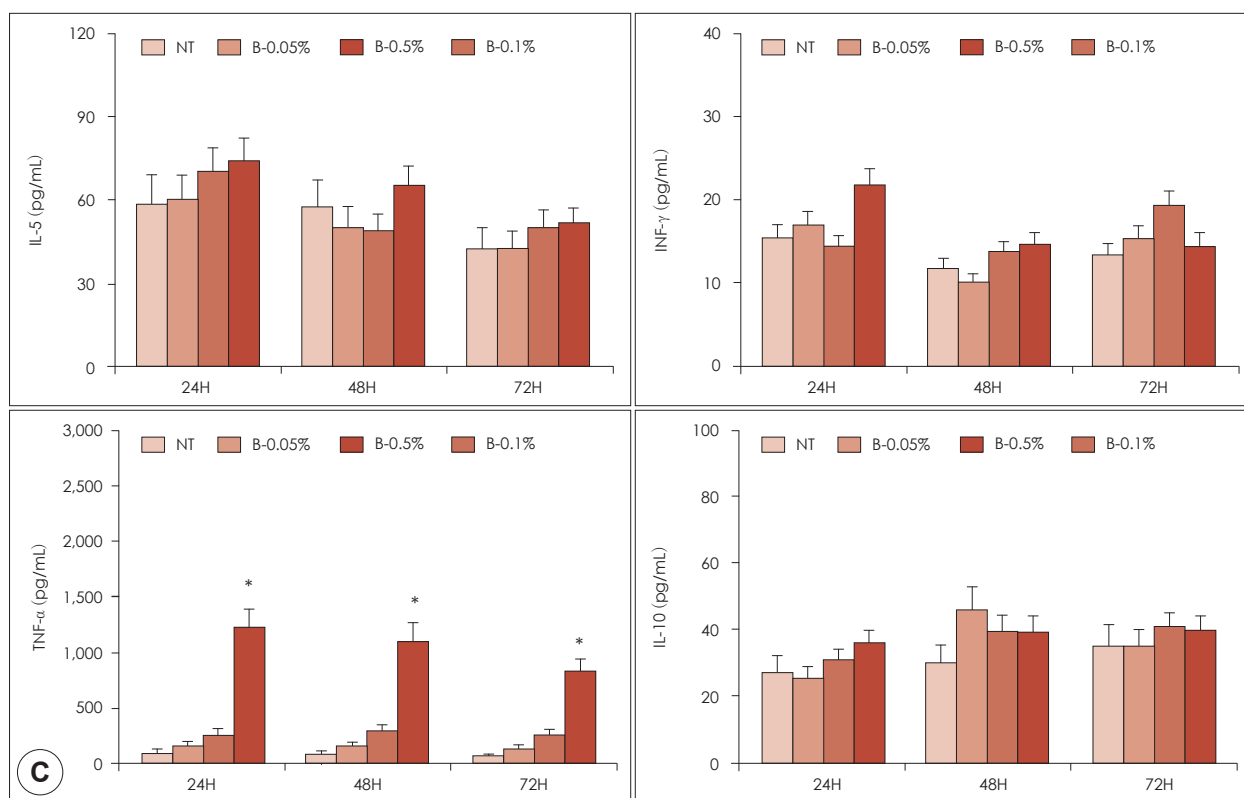 120
NT B-0.05% B-0.5% B-0.1%
90
60
30
0
IL-5 (pg/mL)
24H 48H 72H
40
NT B-0.05% B-0.5% B-0.1%
30
20
10
0
INF-γ (pg/mL)
24H 48H 72H
3,000
NT B-0.05% B-0.5% B-0.1%
2,500
2,000
1,500
1,000
500
0
TNF-α (pg/mL)
* * *
24H 48H 72H
C
100
NT B-0.05% B-0.5% B-0.1%
80
60
40
20
0
IL-10 (pg/mL)
24H 48H 72H